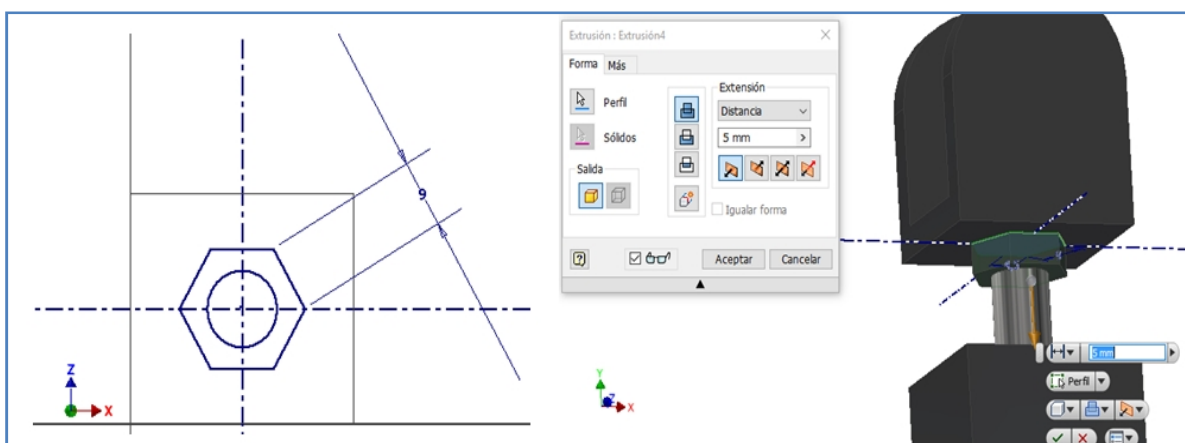 9
Z
X
Extrusión : Extrusión4
Forma
Más
Perfil
Sólidos
Salida
Extensión
Distancia
5 mm
Igualar forma
Aceptar
Cancelar
Y
Z
X
5 mm
Perfil